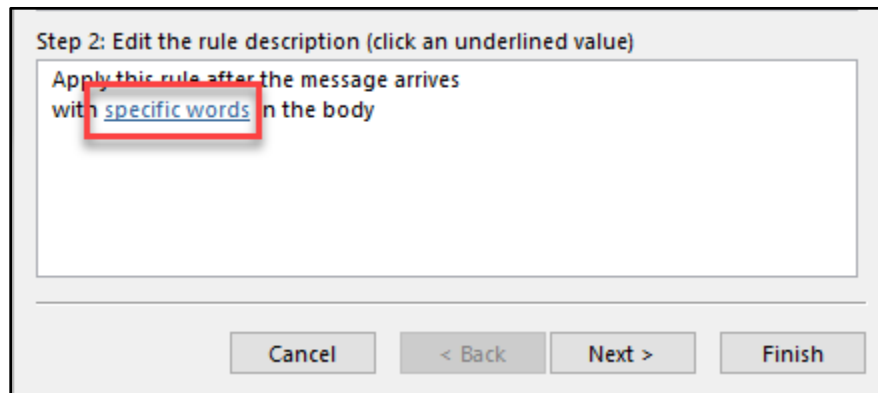 Step 2: Edit the rule description (click an underlined value)
Apply this rule after the message arrives
with specific words in the body
Cancel < Back Next > Finish